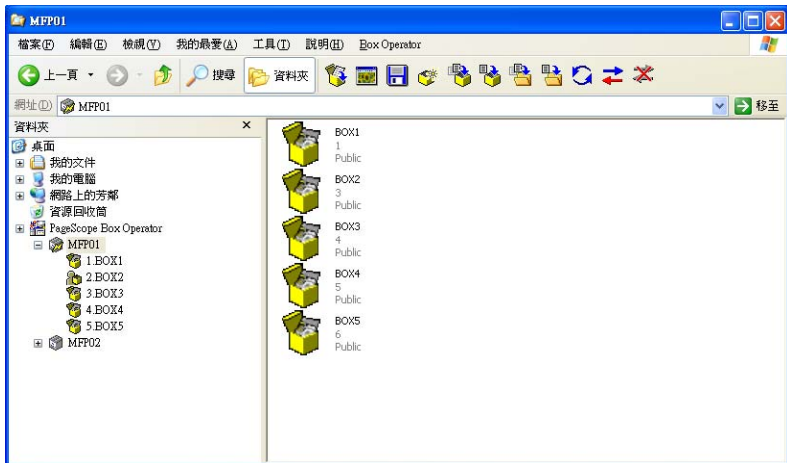 MFP01
檔案(F) 編輯(E) 檢視(V) 我的最愛(A) 工具(T) 說明(H) Box Operator
上一頁 搜尋 資料夾
網址(D) MFP01 移至
資料夾
桌面
我的文件
我的電腦
網路上的芳鄰
資源回收筒
PageScope Box Operator
MFP01
1.BOX1
2.BOX2
3.BOX3
4.BOX4
5.BOX5
MFP02
BOX1
1
Public
BOX2
3
Public
BOX3
4
Public
BOX4
5
Public
BOX5
6
Public